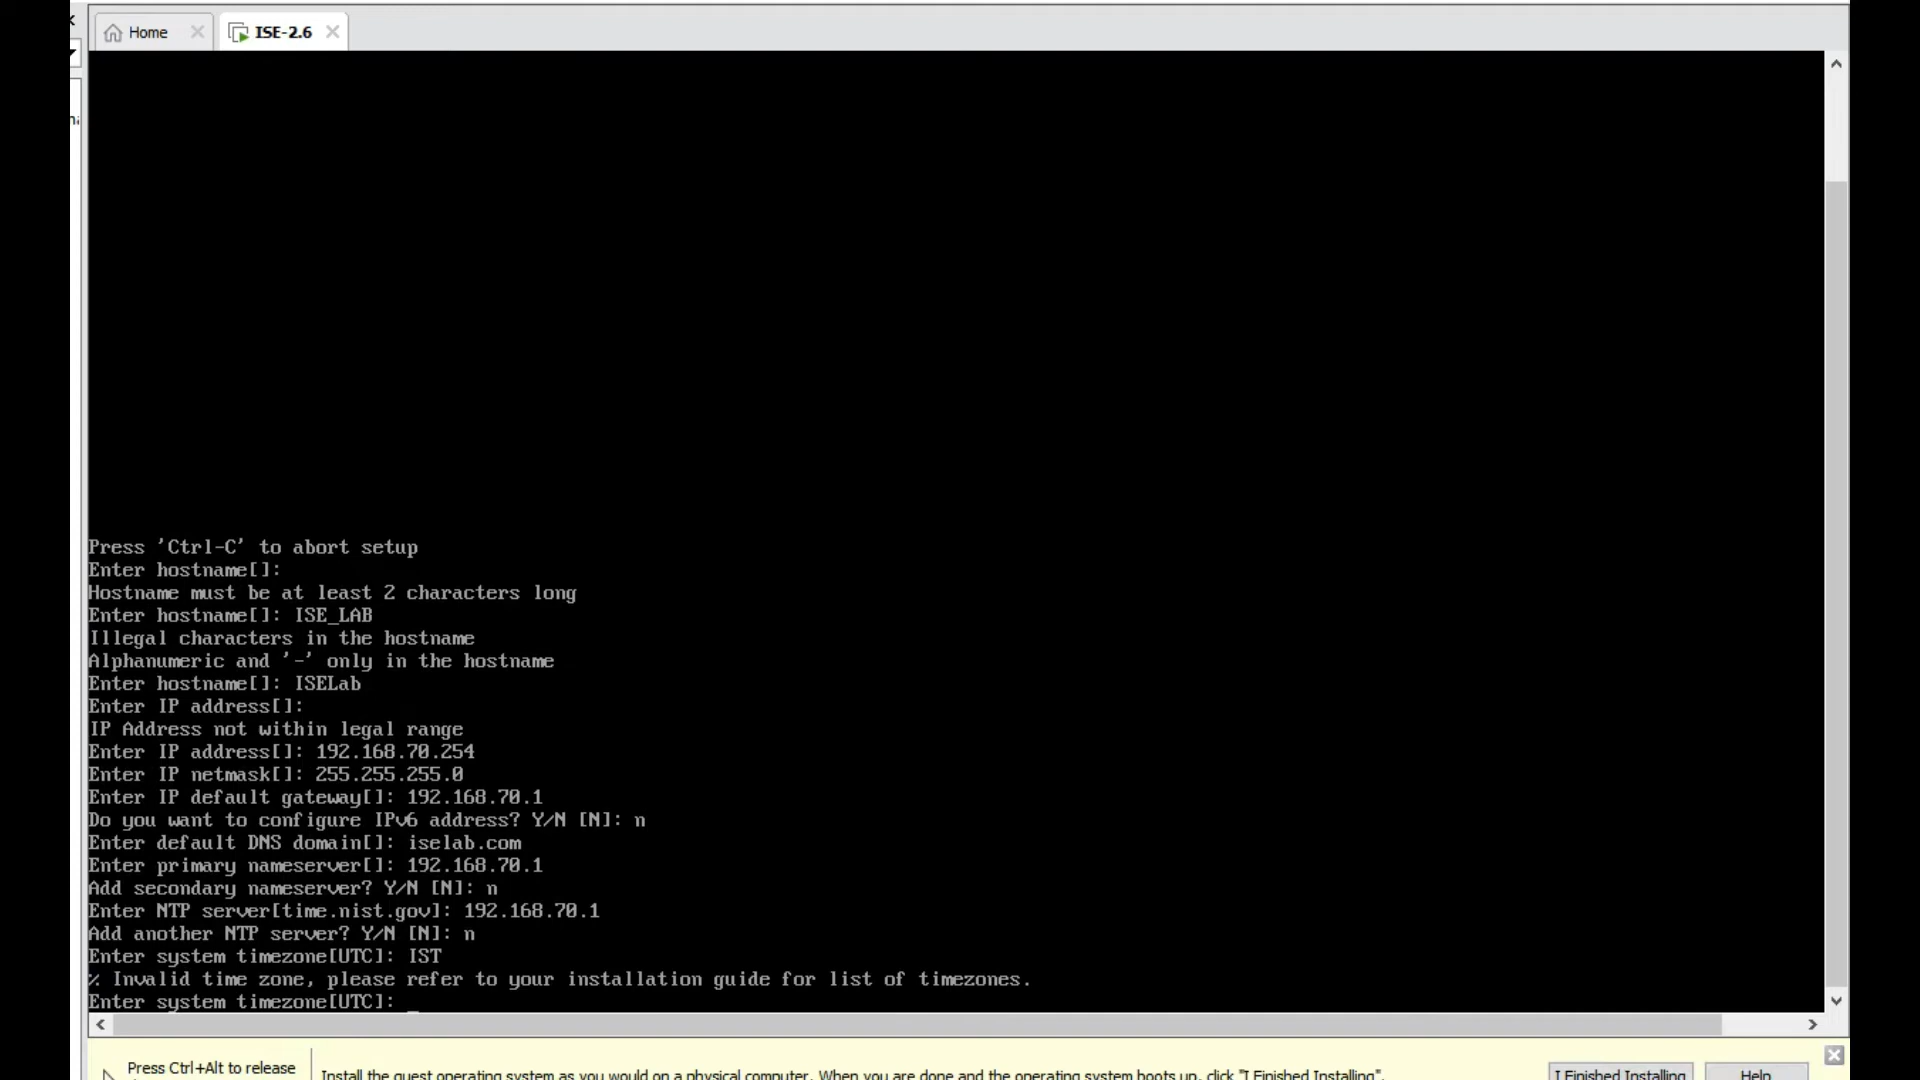 Home
ISE-2.6
Press 'Ctrl-C' to abort setup
Enter hostname[]:
Hostname must be at least 2 characters long
Enter hostname[]: ISE_LAB
Illegal characters in the hostname
Alphanumeric and '-' only in the hostname
Enter hostname[]: ISELab
Enter IP address[]:
IP Address not within legal range
Enter IP address[]: 192.168.70.254
Enter IP netmask[]: 255.255.255.0
Enter IP default gateway[]: 192.168.70.1
Do you want to configure IPv6 address? Y/N [N]: n
Enter default DNS domain[]: iselab.com
Enter primary nameserver[]: 192.168.70.1
Add secondary nameserver? Y/N [N]: n
Enter NTP server[time.nist.gov]: 192.168.70.1
Add another NTP server? Y/N [N]: n
Enter system timezone[UTC]: IST
% Invalid time zone, please refer to your installation guide for list of timezones.
Enter system timezone[UTC]: _
Press Ctrl+Alt to release
Install the guest operating system as you would on a physical computer. When you are done and the operating system boots up, click "I Finished Installing".
I Finished Installing
Help